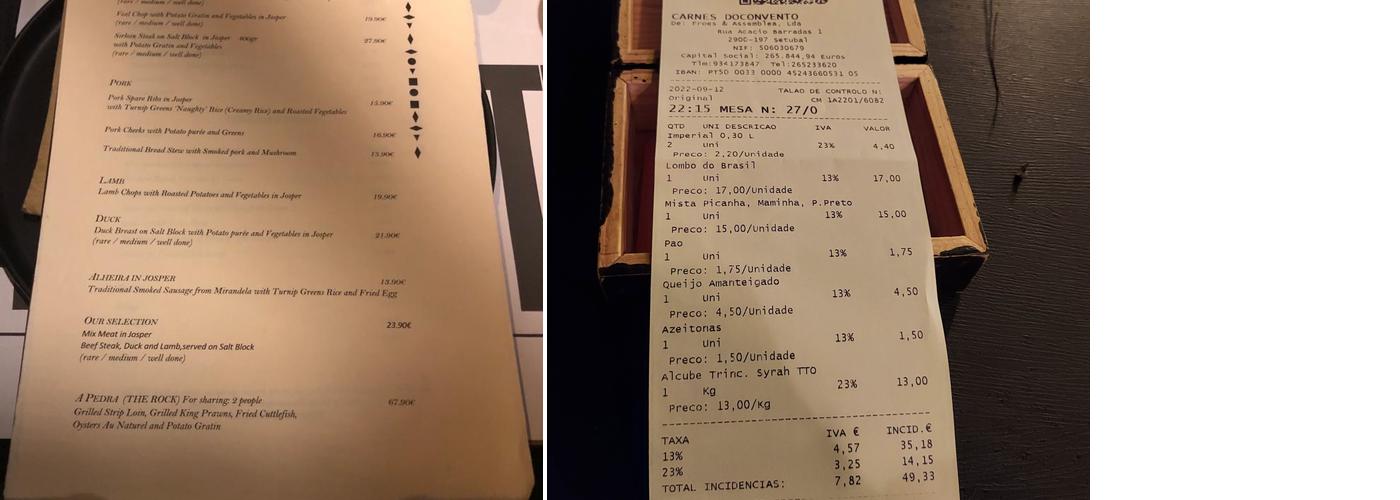 (rare / medium / well done)
Veal Chop with Potato Gratin and Vegetables in Josper 19.90€
(rare / medium / well done)
Sirloin Steak on Salt Block in Josper 400gr 27.90€
with Potato Gratin and Vegetables
(rare / medium / well done)
PORK
Pork Spare Ribs in Josper 15.90€
with Turnip Greens 'Naughty' Rice (Creamy Rice) and Roasted Vegetables
Pork Cheeks with Potato purée and Greens 16.90€
Traditional Bread Stew with Smoked pork and Mushroom 15.90€
LAMB
Lamb Chops with Roasted Potatoes and Vegetables in Josper 19.90€
DUCK
Duck Breast on Salt Block with Potato purée and Vegetables in Josper 21.90€
(rare / medium / well done)
ALHEIRA IN JOSPER 13.90€
Traditional Smoked Sausage from Mirandela with Turnip Greens Rice and Fried Egg
OUR SELECTION 23.90€
Mix Meat in Josper
Beef Steak, Duck and Lamb,served on Salt Block
(rare / medium / well done)
A PEDRA (THE ROCK) For sharing: 2 people 67.90€
Grilled Strip Loin, Grilled King Prawns, Fried Cuttlefish,
Oysters Au Naturel and Potato Gratin
CARNES DOCONVENTO
De: Froes & Assemblea, Lda
Rua Acacio Barradas 1
2900-197 Setubal
NIF: 506030679
Capital Social: 265.844,94 Euros
Tlm:934173847 Tel:265233620
IBAN: PT50 0033 0000 45243660531 05
2022-09-12 TALAO DE CONTROLO N:
Original CM 1A2201/6082
22:15 MESA N: 27/0
QTD UNI DESCRICAO IVA VALOR
Imperial 0,30 L
2 uni 23% 4,40
Preco: 2,20/Unidade
Lombo do Brasil
1 Uni 13% 17,00
Preco: 17,00/Unidade
Mista Picanha, Maminha, P.Preto
1 Uni 13% 15,00
Preco: 15,00/Unidade
Pao
1 Uni 13% 1,75
Preco: 1,75/Unidade
Queijo Amanteigado
1 Uni 13% 4,50
Preco: 4,50/Unidade
Azeitonas
1 Uni 13% 1,50
Preco: 1,50/Unidade
Alcube Trinc. Syrah TTO
1 Kg 23% 13,00
Preco: 13,00/Kg
TAXA IVA € INCID.€
13% 4,57 35,18
23% 3,25 14,15
TOTAL INCIDENCIAS: 7,82 49,33